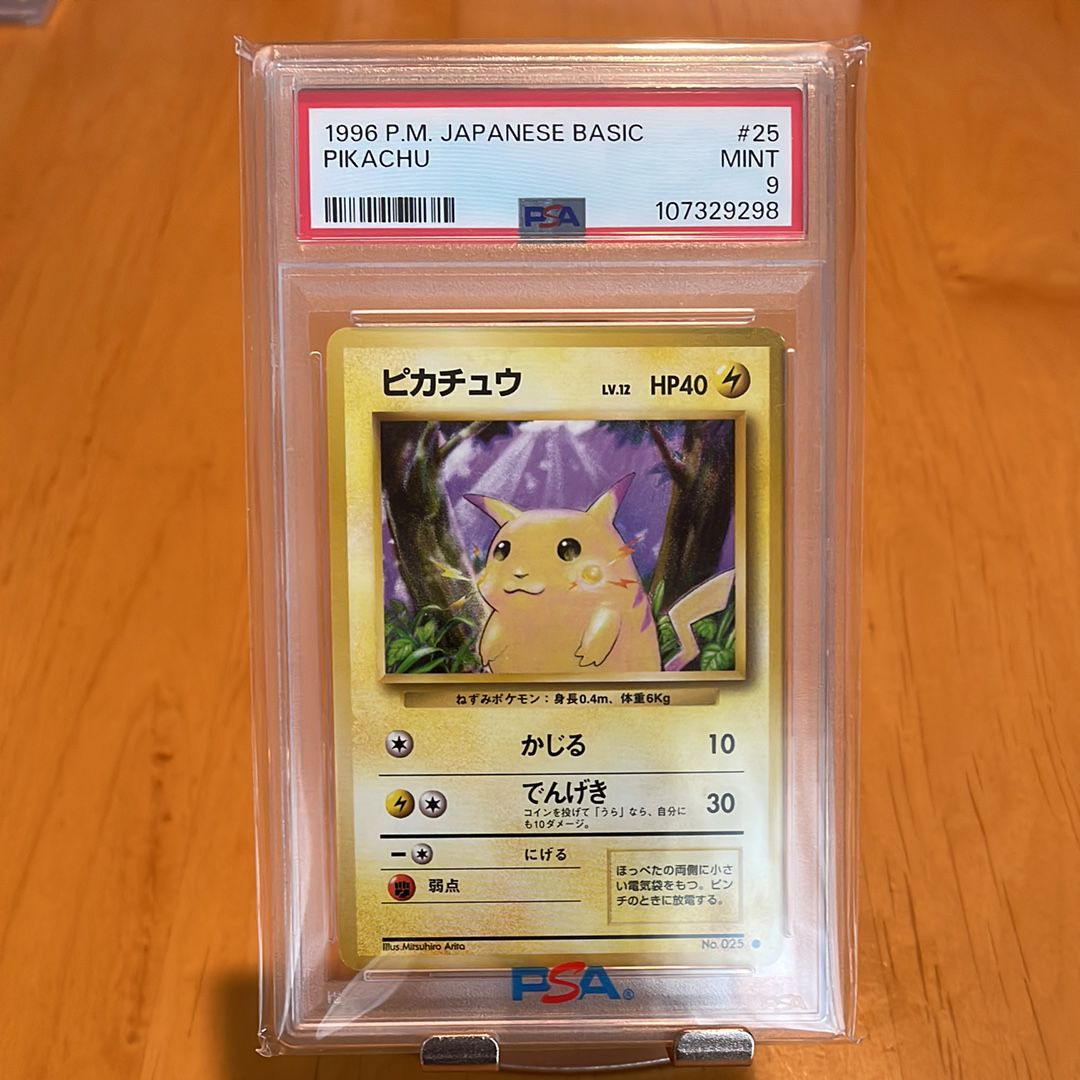 1996 P.M. JAPANESE BASIC #25
PIKACHU MINT
9
PSA 107329298
ピカチュウ LV.12 HP40
ねずみポケモン:身長0.4m、体重6Kg
かじる 10
でんげき 30
コインを投げて「うら」なら、自分に
も10ダメージ。
にげる
弱点
ほっぺたの両側に小さ
い電気袋をもつ。ピン
チのときに放電する。
Illus.Mitsuhiro Arita No.025
PSA®